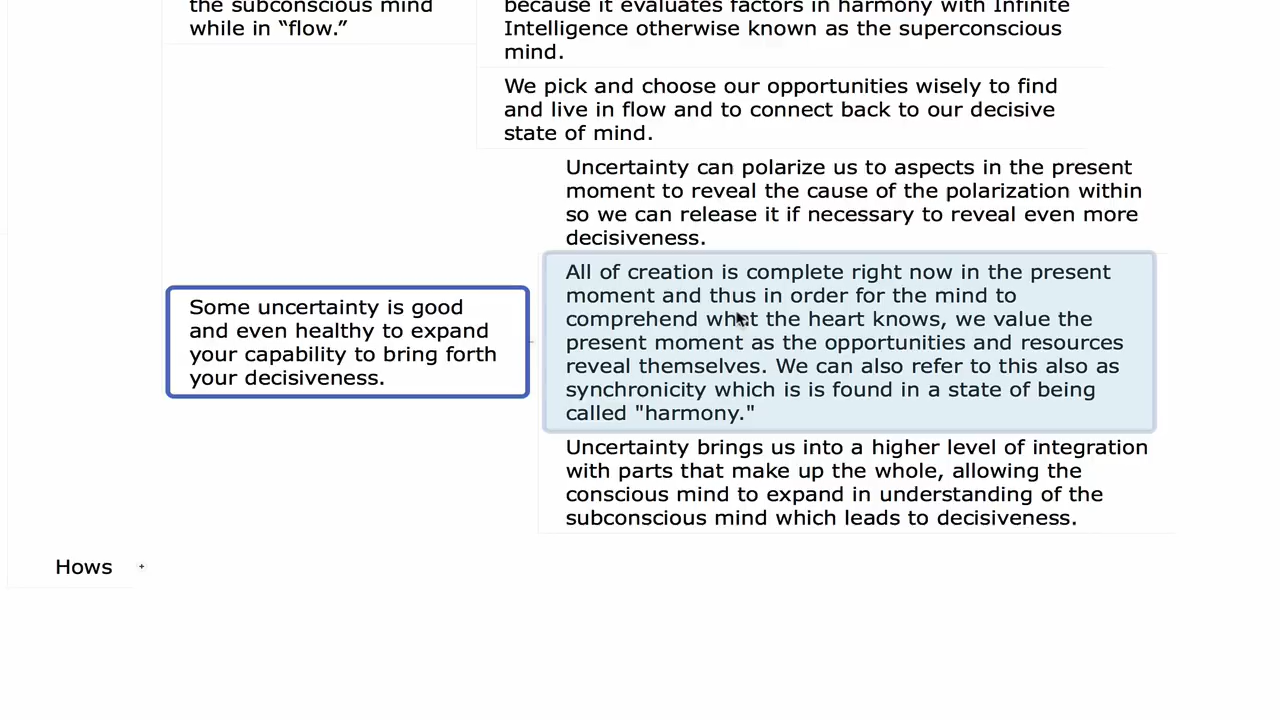 the subconscious mind
while in “flow.”
because it evaluates factors in harmony with Infinite
Intelligence otherwise known as the superconscious
mind.
We pick and choose our opportunities wisely to find
and live in flow and to connect back to our decisive
state of mind.
Some uncertainty is good
and even healthy to expand
your capability to bring forth
your decisiveness.
Uncertainty can polarize us to aspects in the present
moment to reveal the cause of the polarization within
so we can release it if necessary to reveal even more
decisiveness.
All of creation is complete right now in the present
moment and thus in order for the mind to
comprehend what the heart knows, we value the
present moment as the opportunities and resources
reveal themselves. We can also refer to this also as
synchronicity which is is found in a state of being
called "harmony."
Uncertainty brings us into a higher level of integration
with parts that make up the whole, allowing the
conscious mind to expand in understanding of the
subconscious mind which leads to decisiveness.
Hows